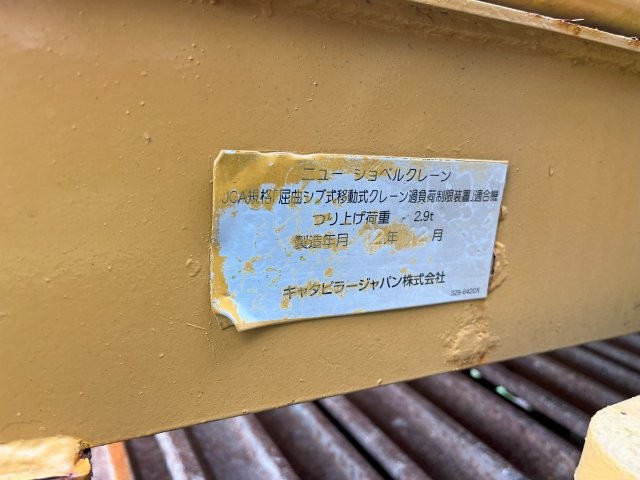 ニュー ショベルクレーン
JCA規格「屈曲ジブ式移動式クレーン過負荷制限装置」適合機
つり上げ荷重 2.9t
製造年月 年 2月
キャタピラージャパン株式会社